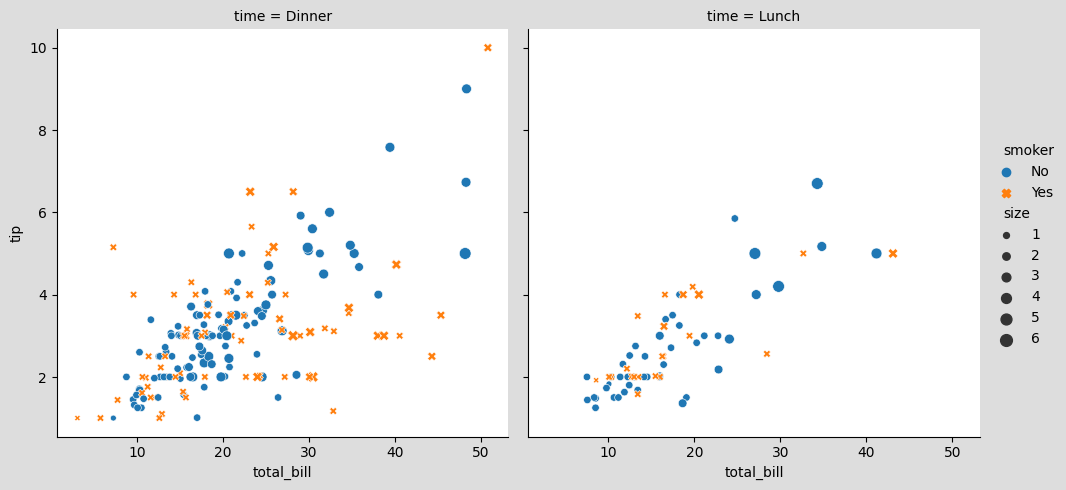 time = Dinner
time = Lunch
10
8
6
4
2
tip
10 20 30 40 50
10 20 30 40 50
total_bill
total_bill
smoker
No
Yes
size
1
2
3
4
5
6